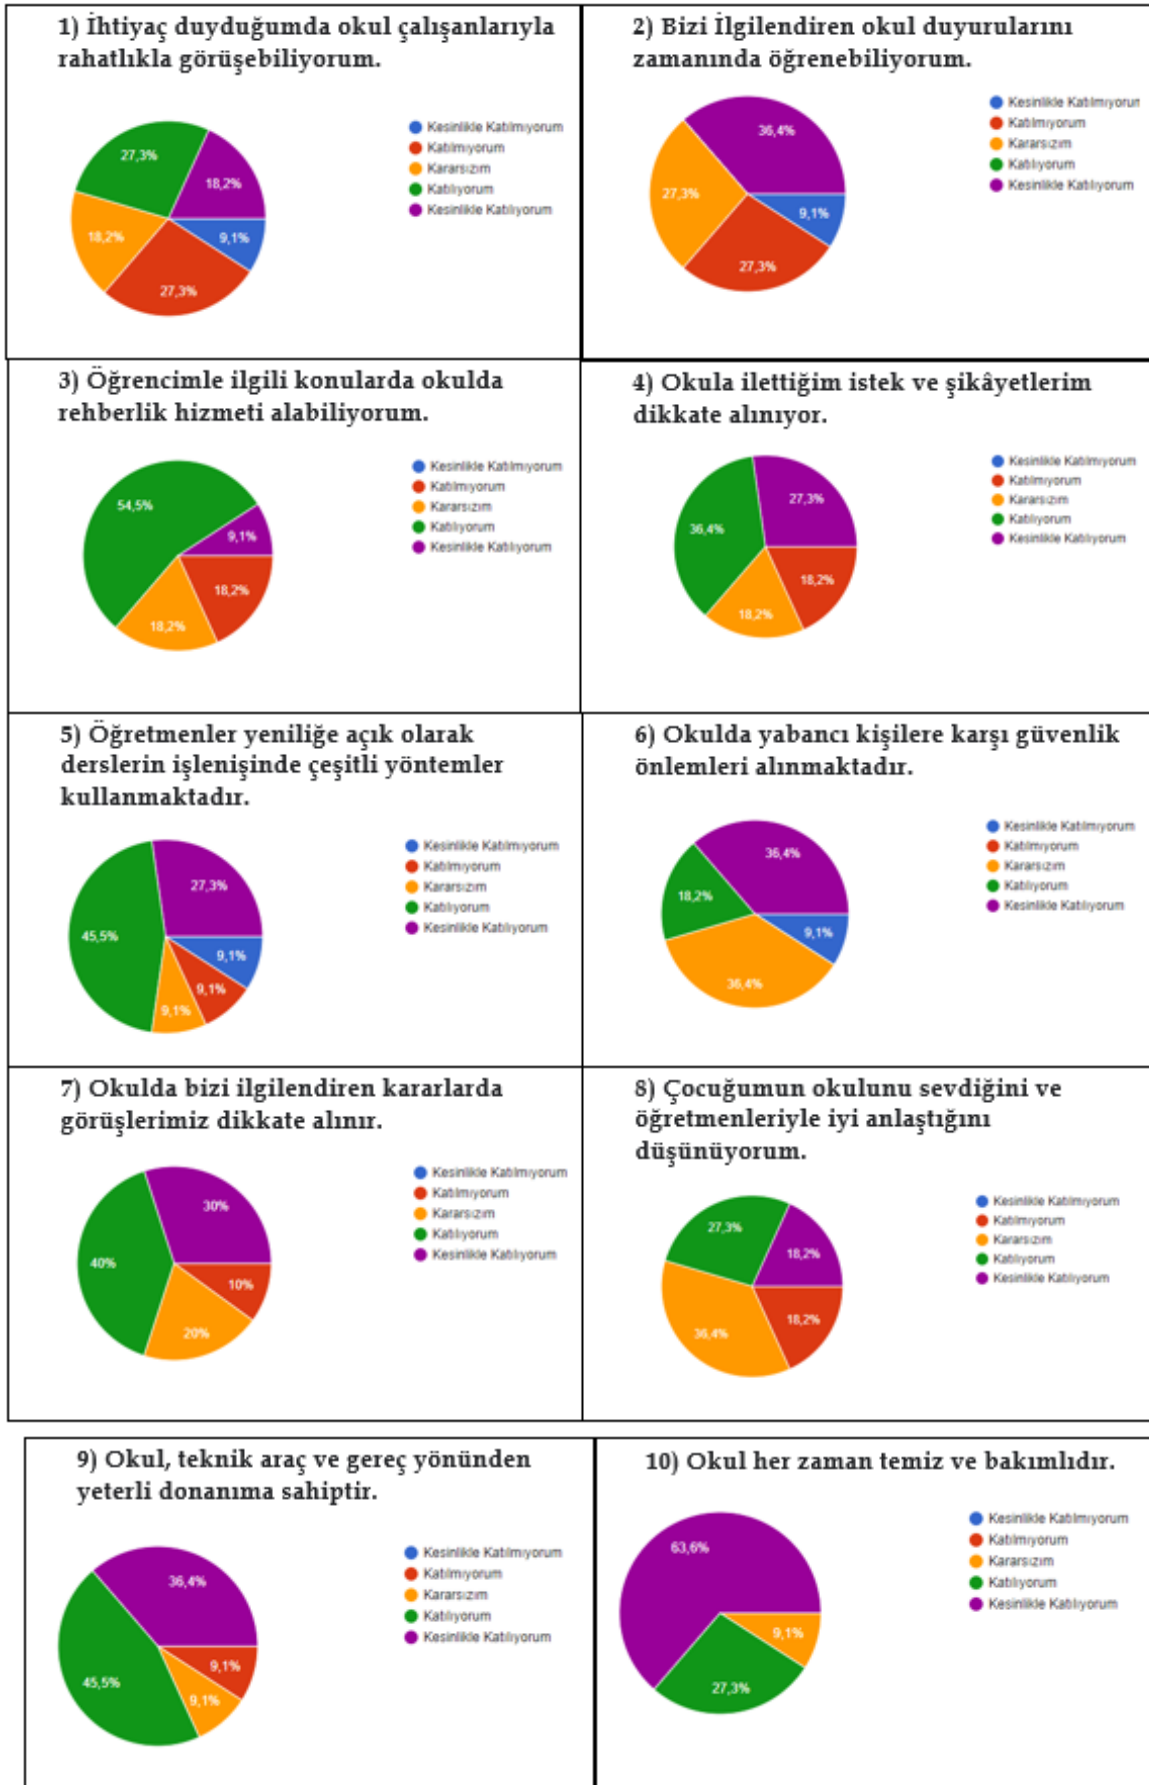 1) İhtiyaç duyduğumda okul çalışanlarıyla
rahatlıkla görüşebiliyorum.
27,3%
18,2%
18,2%
9,1%
27,3%
Kesinlikle Katılmıyorum
Katılmıyorum
Kararsızım
Katılıyorum
Kesinlikle Katılıyorum
2) Bizi İlgilendiren okul duyurularını
zamanında öğrenebiliyorum.
36,4%
27,3%
9,1%
27,3%
Kesinlikle Katılmıyorum
Katılmıyorum
Kararsızım
Katılıyorum
Kesinlikle Katılıyorum
3) Öğrencimle ilgili konularda okulda
rehberlik hizmeti alabiliyorum.
54,5%
9,1%
18,2%
18,2%
Kesinlikle Katılmıyorum
Katılmıyorum
Kararsızım
Katılıyorum
Kesinlikle Katılıyorum
4) Okula ilettiğim istek ve şikâyetlerim
dikkate alınıyor.
27,3%
36,4%
18,2%
18,2%
Kesinlikle Katılmıyorum
Katılmıyorum
Kararsızım
Katılıyorum
Kesinlikle Katılıyorum
5) Öğretmenler yeniliğe açık olarak
derslerin işlenişinde çeşitli yöntemler
kullanmaktadır.
27,3%
45,5%
9,1%
9,1%
9,1%
Kesinlikle Katılmıyorum
Katılmıyorum
Kararsızım
Katılıyorum
Kesinlikle Katılıyorum
6) Okulda yabancı kişilere karşı güvenlik
önlemleri alınmaktadır.
36,4%
18,2%
9,1%
36,4%
Kesinlikle Katılmıyorum
Katılmıyorum
Kararsızım
Katılıyorum
Kesinlikle Katılıyorum
7) Okulda bizi ilgilendiren kararlarda
görüşlerimiz dikkate alınır.
30%
40%
10%
20%
Kesinlikle Katılmıyorum
Katılmıyorum
Kararsızım
Katılıyorum
Kesinlikle Katılıyorum
8) Çocuğumun okulunu sevdiğini ve
öğretmenleriyle iyi anlaştığını
düşünüyorum.
27,3%
18,2%
18,2%
36,4%
Kesinlikle Katılmıyorum
Katılmıyorum
Kararsızım
Katılıyorum
Kesinlikle Katılıyorum
9) Okul, teknik araç ve gereç yönünden
yeterli donanıma sahiptir.
36,4%
9,1%
45,5%
9,1%
Kesinlikle Katılmıyorum
Katılmıyorum
Kararsızım
Katılıyorum
Kesinlikle Katılıyorum
10) Okul her zaman temiz ve bakımlıdır.
63,6%
9,1%
27,3%
Kesinlikle Katılmıyorum
Katılmıyorum
Kararsızım
Katılıyorum
Kesinlikle Katılıyorum